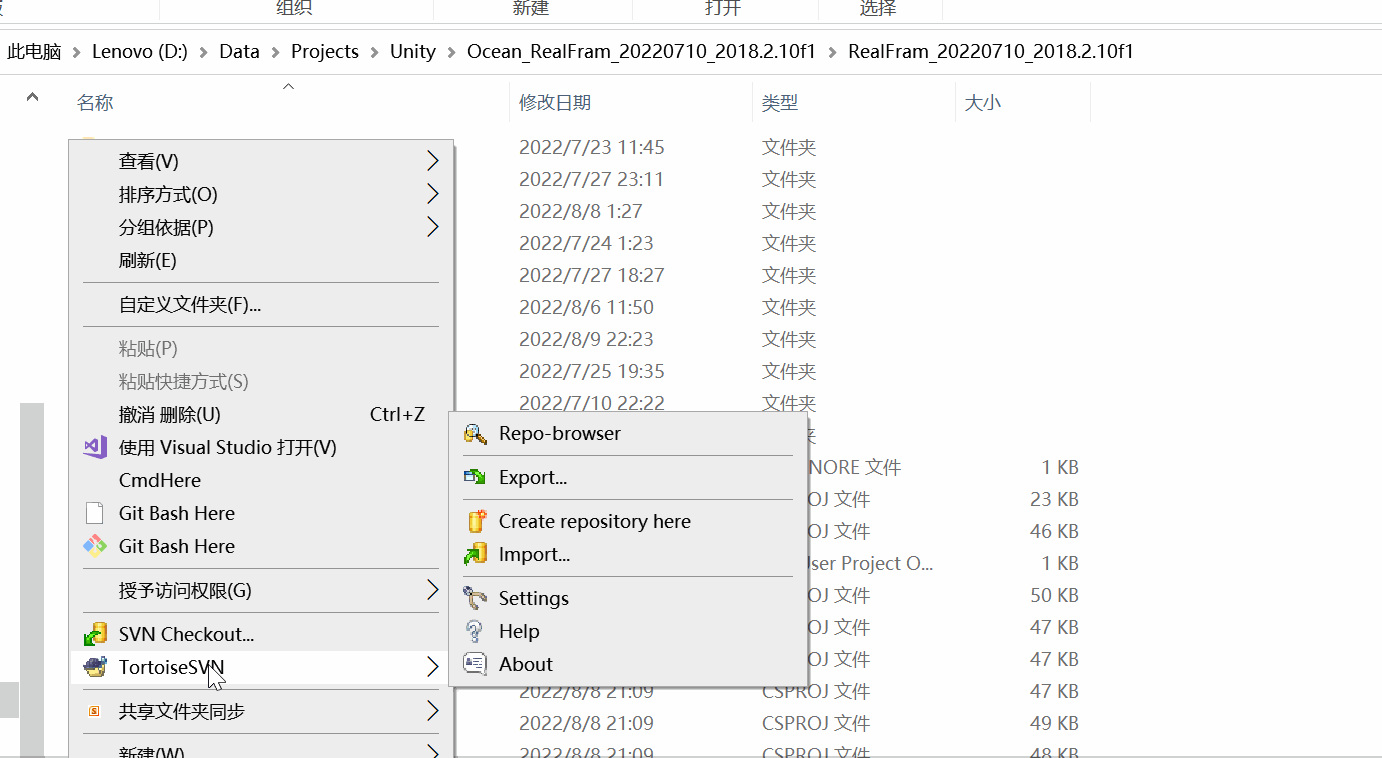 组织 新建 打开 选择
此电脑 > Lenovo (D:) > Data > Projects > Unity > Ocean_RealFram_20220710_2018.2.10f1 > RealFram_20220710_2018.2.10f1
名称 修改日期 类型 大小
2022/7/23 11:45 文件夹
2022/7/27 23:11 文件夹
2022/8/8 1:27 文件夹
2022/7/24 1:23 文件夹
2022/7/27 18:27 文件夹
2022/8/6 11:50 文件夹
2022/8/9 22:23 文件夹
2022/7/25 19:35 文件夹
2022/7/10 22:22 文件夹
夹
NORE 文件 1 KB
OJ 文件 23 KB
OJ 文件 46 KB
User Project O... 1 KB
OJ 文件 50 KB
OJ 文件 47 KB
OJ 文件 47 KB
2022/8/8 21:09 CSPROJ 文件 47 KB
2022/8/8 21:09 CSPROJ 文件 49 KB
2022/8/8 21:09 CSPROJ 文件 48 KB
查看(V)
排序方式(O)
分组依据(P)
刷新(E)
自定义文件夹(F)...
粘贴(P)
粘贴快捷方式(S)
撤消 删除(U) Ctrl+Z
使用 Visual Studio 打开(V)
CmdHere
Git Bash Here
Git Bash Here
授予访问权限(G)
SVN Checkout...
TortoiseSVN
共享文件夹同步
新建(W)
Repo-browser
Export...
Create repository here
Import...
Settings
Help
About